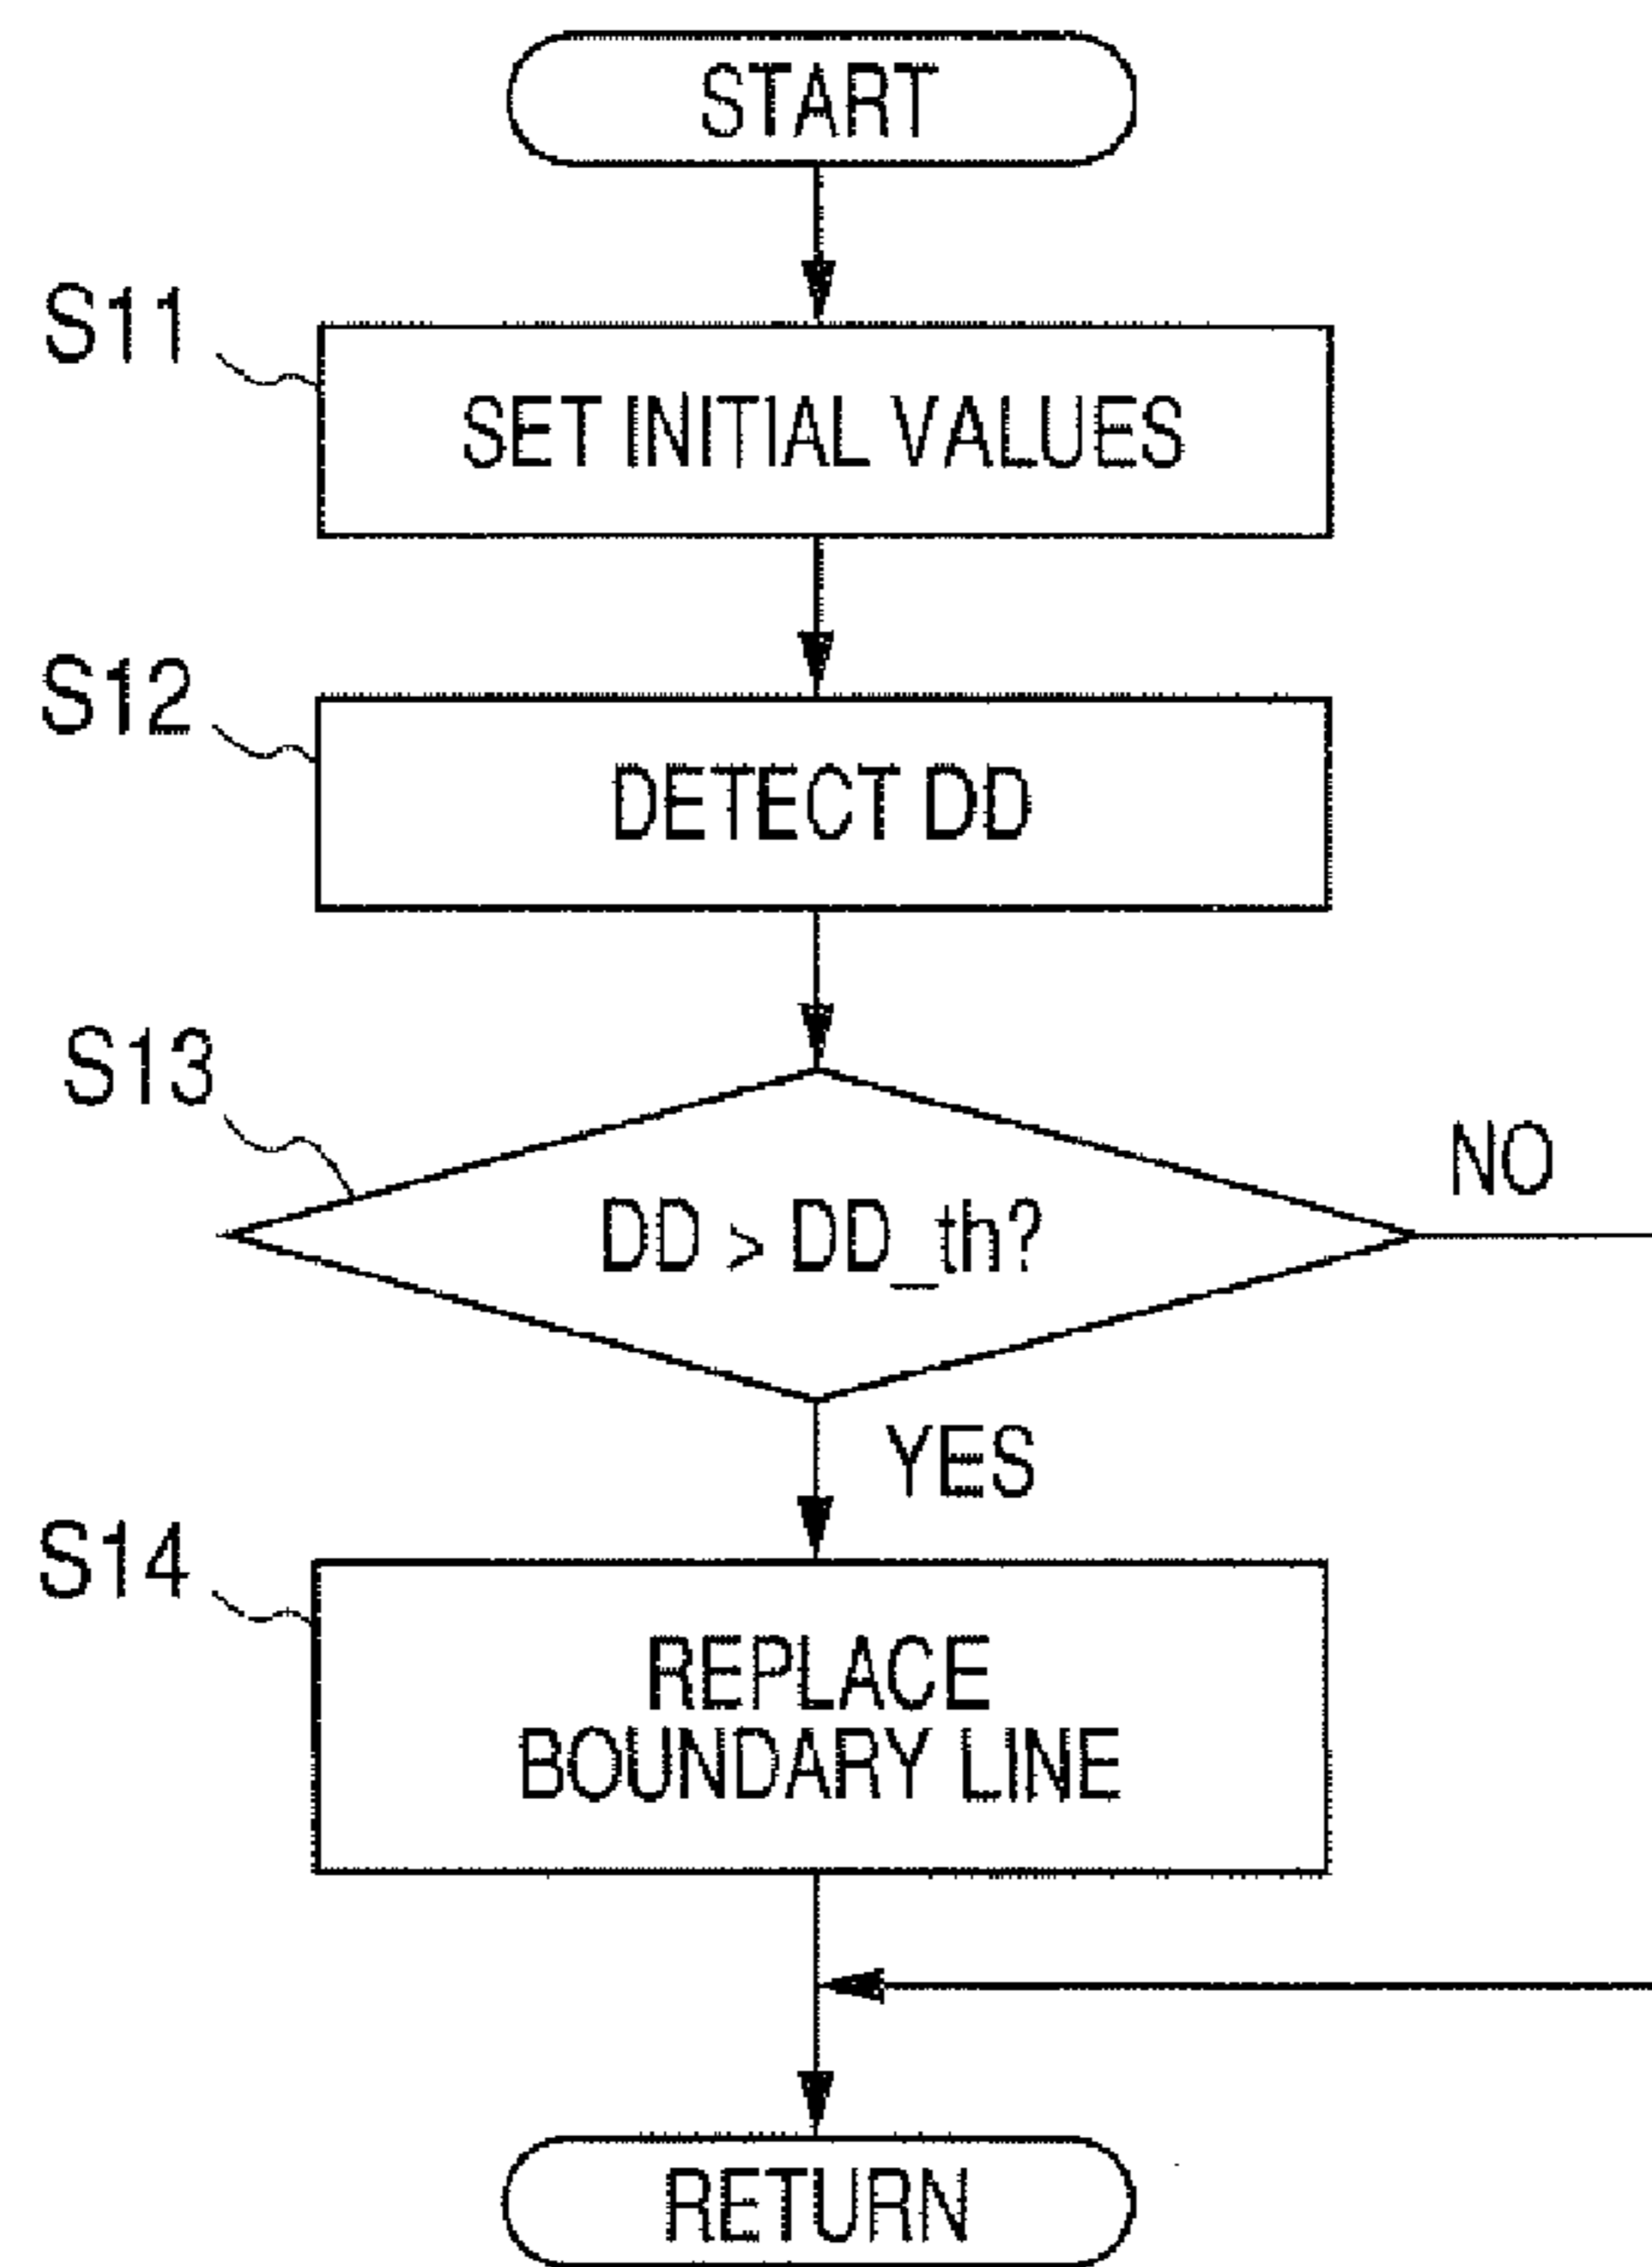 START
S11
SET INITIAL VALUES
S12
DETECT DD
S13
DD > DD_th?
NO
YES
S14
REPLACE
BOUNDARY LINE
RETURN